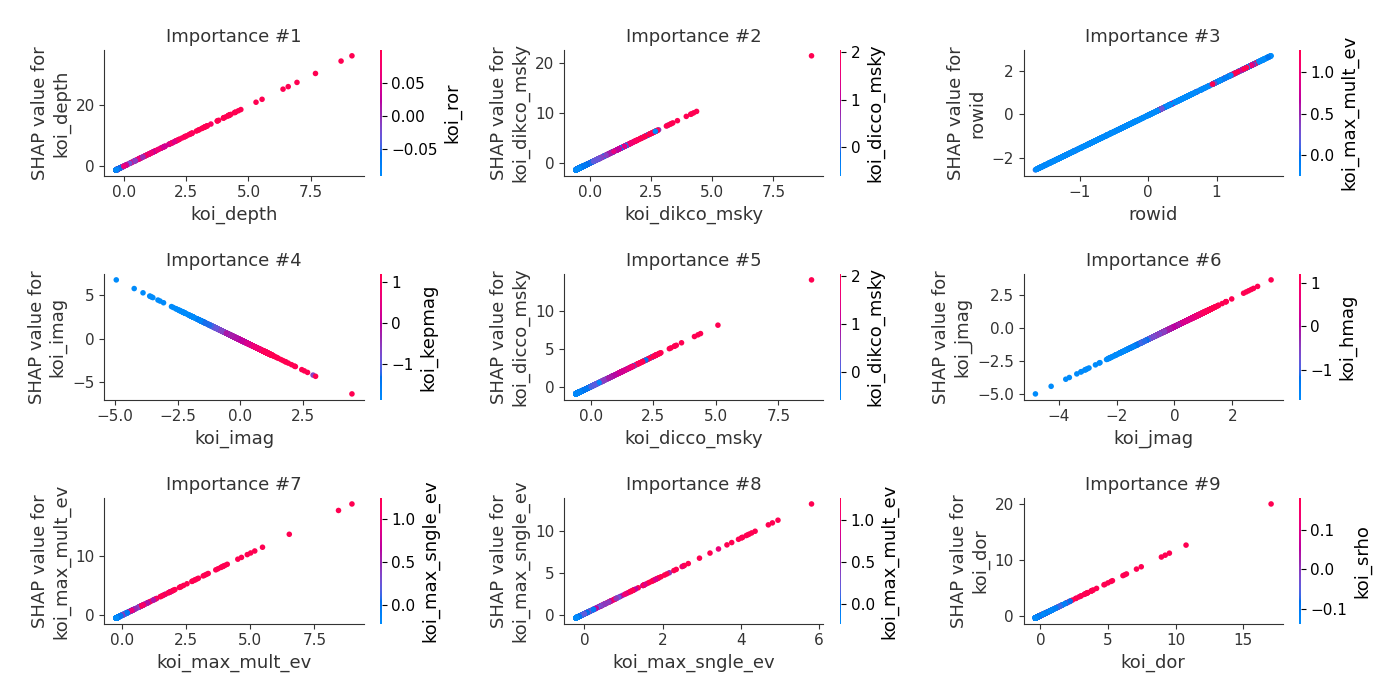 Importance #1
SHAP value for
koi_depth
20
0
0.0
2.5
5.0
7.5
koi_depth
0.05
0.00
−0.05
koi_ror
Importance #2
SHAP value for
koi_dikco_msky
20
10
0
0.0
2.5
5.0
7.5
koi_dikco_msky
2
1
0
koi_dicco_msky
Importance #3
SHAP value for
rowid
2
0
−2
−1
0
1
rowid
1.0
0.5
0.0
koi_max_mult_ev
Importance #4
SHAP value for
koi_imag
5
0
−5
−5.0
−2.5
0.0
2.5
koi_imag
1
0
−1
koi_kepmag
Importance #5
SHAP value for
koi_dicco_msky
10
5
0
0.0
2.5
5.0
7.5
koi_dicco_msky
2
1
0
koi_dikco_msky
Importance #6
SHAP value for
koi_jmag
2.5
0.0
−2.5
−5.0
−4
−2
0
2
koi_jmag
1
0
−1
koi_hmag
Importance #7
SHAP value for
koi_max_mult_ev
10
0
0.0
2.5
5.0
7.5
koi_max_mult_ev
1.0
0.5
0.0
koi_max_sngle_ev
Importance #8
SHAP value for
koi_max_sngle_ev
10
5
0
0
2
4
6
koi_max_sngle_ev
1.0
0.5
0.0
koi_max_mult_ev
Importance #9
SHAP value for
koi_dor
20
10
0
0
5
10
15
koi_dor
0.1
0.0
−0.1
koi_srho